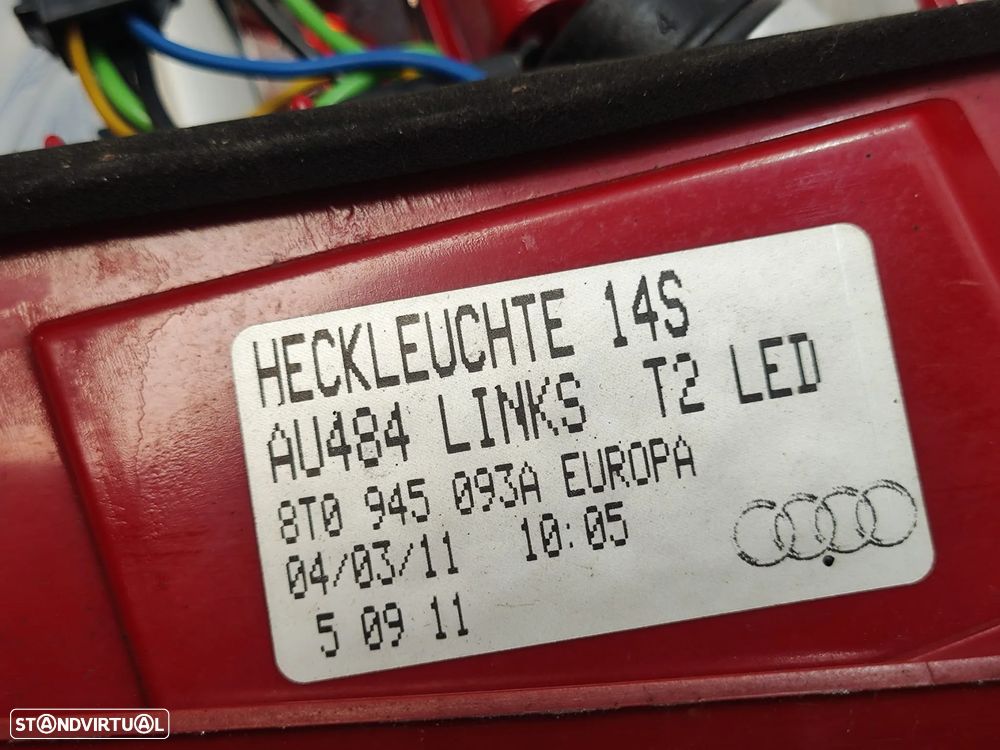 HECKLEUCHTE 14S
AU484 LINKS T2 LED
8T0 945 093A EUROPA
04/03/11 10:05
5 09 11
STANDVIRTUAL